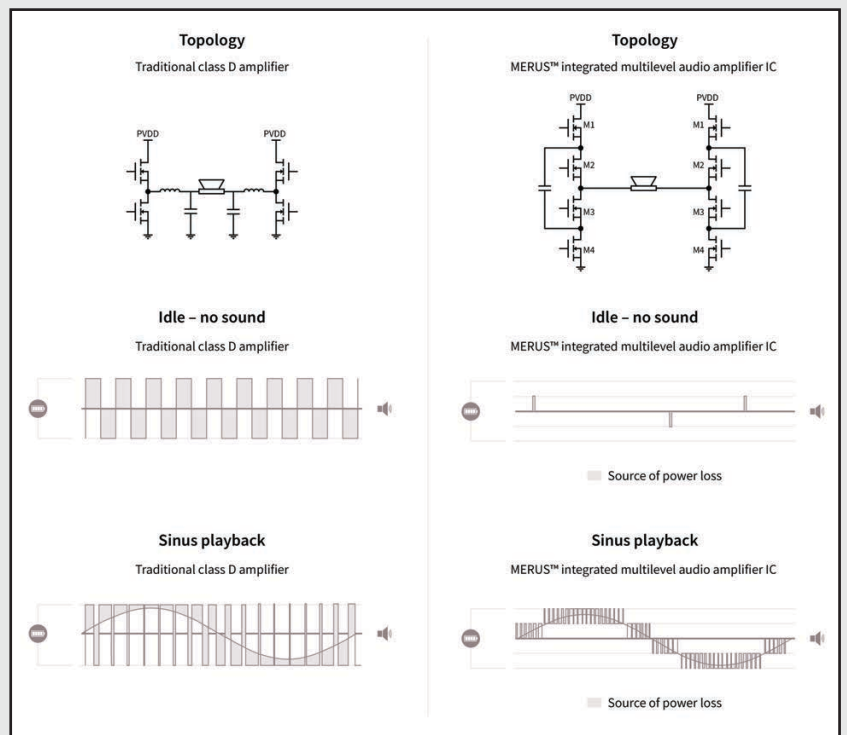 Topology
Traditional class D amplifier
PVDD
PVDD
Topology
MERUS™ integrated multilevel audio amplifier IC
PVDD
PVDD
M1
M1
M2
M2
M3
M3
M4
M4
Idle – no sound
Traditional class D amplifier
Idle – no sound
MERUS™ integrated multilevel audio amplifier IC
Source of power loss
Sinus playback
Traditional class D amplifier
Sinus playback
MERUS™ integrated multilevel audio amplifier IC
Source of power loss